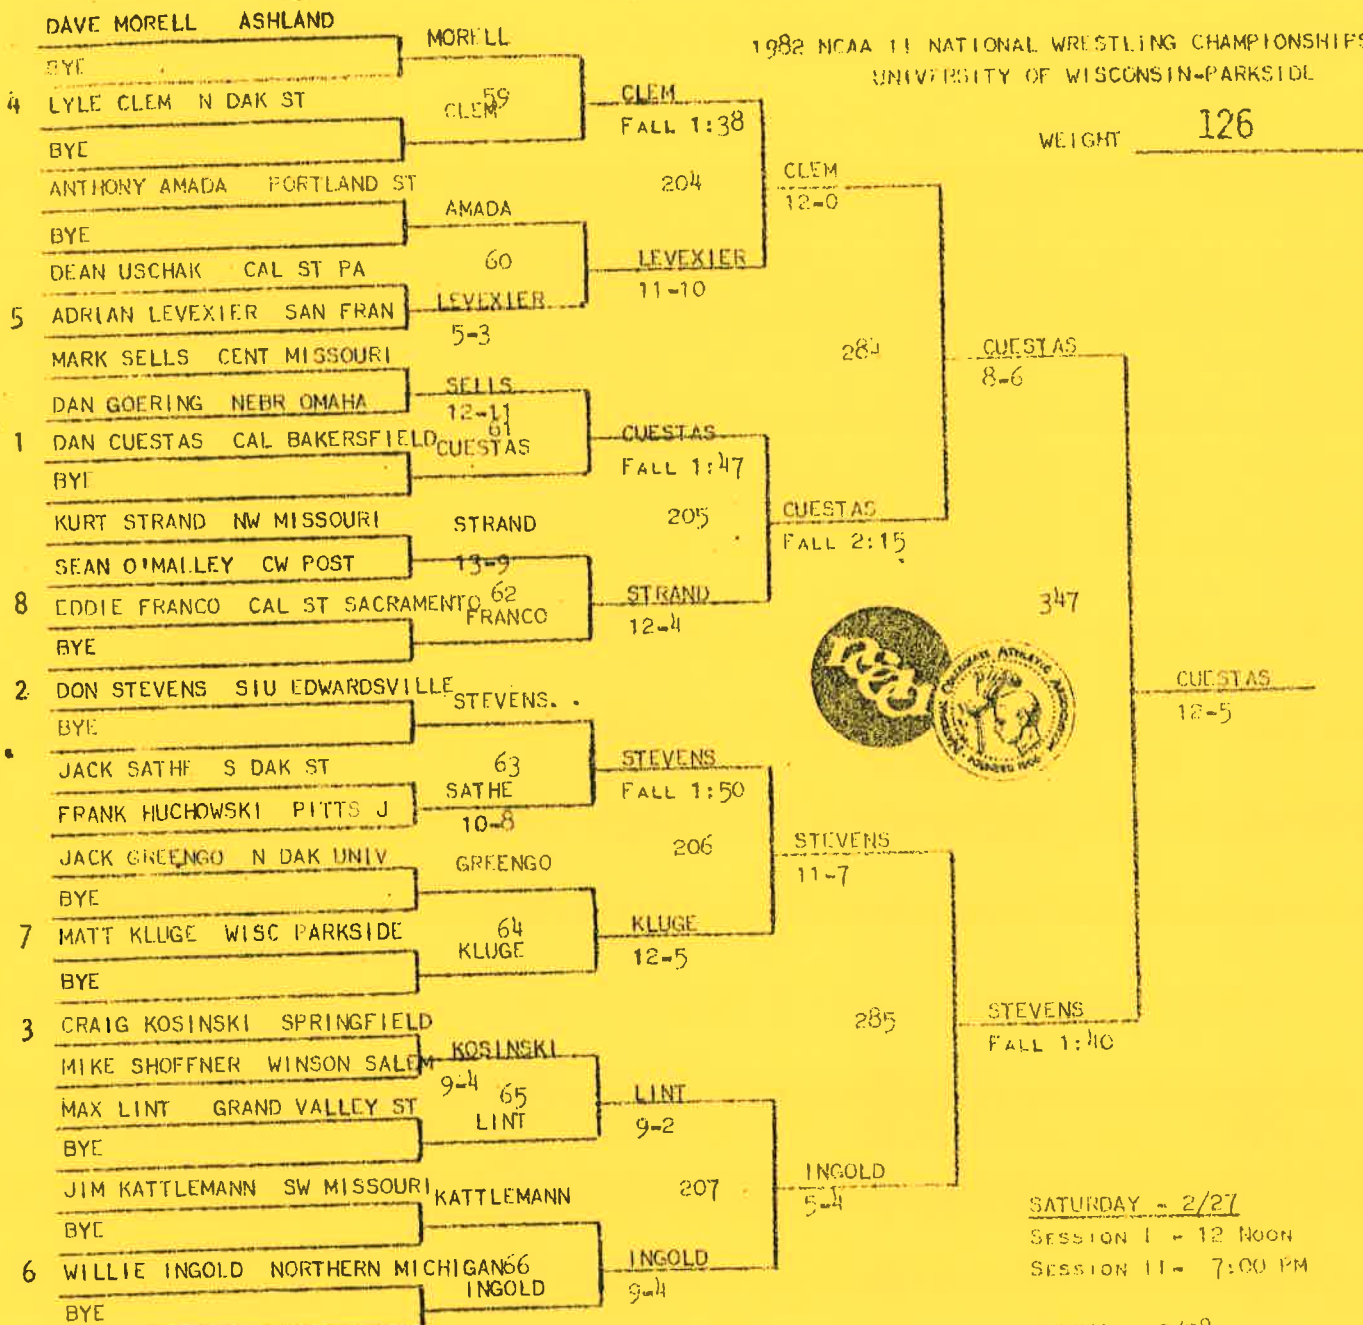 1982 NCAA II NATIONAL WRESTLING CHAMPIONSHIPS
UNIVERSITY OF WISCONSIN-PARKSIDE
WEIGHT 126
DAVE MORELL ASHLAND
BYE
4 LYLE CLEM N DAK ST
BYE
ANTHONY AMADA PORTLAND ST
BYE
DEAN USCHAK CAL ST PA
5 ADRIAN LEVEXIER SAN FRAN
MARK SELLS CENT MISSOURI
DAN GOERING NEBR OMAHA
1 DAN CUESTAS CAL BAKERSFIELD
BYE
KURT STRAND NW MISSOURI
SEAN O'MALLEY CW POST
8 EDDIE FRANCO CAL ST SACRAMENTO
BYE
2 DON STEVENS SIU EDWARDSVILLE
BYE
JACK SATHE S DAK ST
FRANK HUCHOWSKI PITTS J
JACK GREENGO N DAK UNIV
BYE
7 MATT KLUGE WISC PARKSIDE
BYE
3 CRAIG KOSINSKI SPRINGFIELD
MIKE SHOFFNER WINSON SALEM
MAX LINT GRAND VALLEY ST
BYE
JIM KATTLEMANN SW MISSOURI
BYE
6 WILLIE INGOLD NORTHERN MICHIGAN
BYE
MORELL
59
CLEM
AMADA
60
LEVEXIER
5-3
SELLS
12-11
61
CUESTAS
STRAND
13-9
62
FRANCO
STEVENS.
63
SATHE
10-8
GREENGO
64
KLUGE
KOSINSKI
9-4
65
LINT
KATTLEMANN
66
INGOLD
CLEM
FALL 1:38
204
LEVEXIER
11-10
CUESTAS
FALL 1:47
205
STRAND
12-4
STEVENS
FALL 1:50
206
KLUGE
12-5
LINT
9-2
207
INGOLD
9-4
CLEM
12-0
284
CUESTAS
FALL 2:15
STEVENS
11-7
285
INGOLD
5-4
CUESTAS
8-6
347
STEVENS
FALL 1:40
CUESTAS
12-5
NCAA
NATIONAL COLLEGIATE ATHLETIC ASSOCIATION
FOUNDED 1906
SATURDAY - 2/27
SESSION I - 12 NOON
SESSION II - 7:00 PM